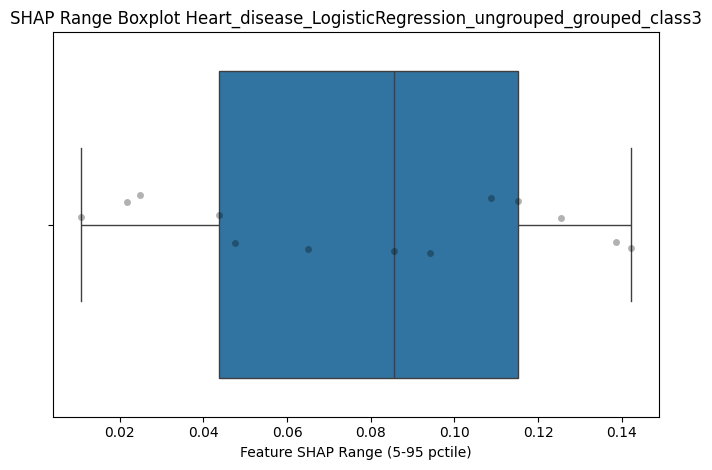 SHAP Range Boxplot Heart_disease_LogisticRegression_ungrouped_grouped_class3
0.02 0.04 0.06 0.08 0.10 0.12 0.14
Feature SHAP Range (5-95 pctile)